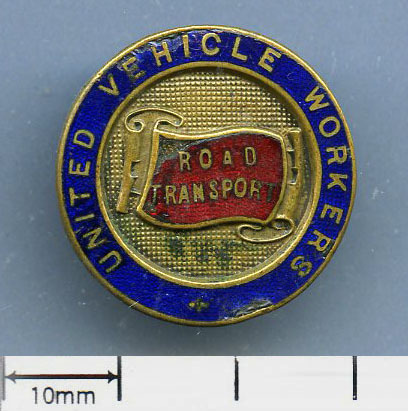 UNITED VEHICLE WORKERS
ROAD
TRANSPORT
10mm